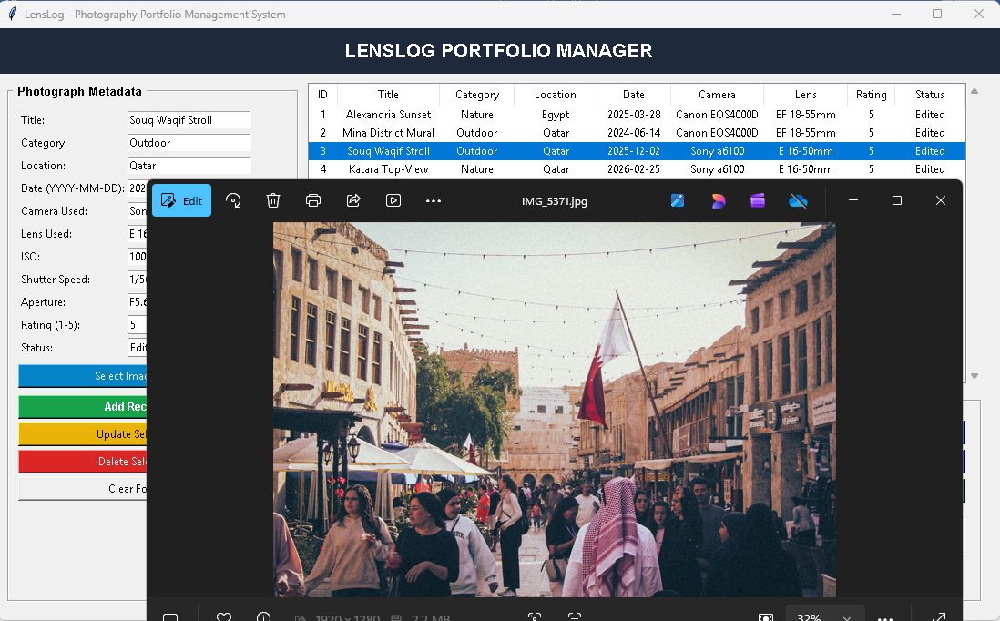 LensLog - Photography Portfolio Management System
LENSLOG PORTFOLIO MANAGER
Photograph Metadata
Title: Souq Waqif Stroll
Category: Outdoor
Location: Qatar
Date (YYYY-MM-DD): 202
Camera Used: Son
Lens Used: E 16
ISO: 100
Shutter Speed: 1/50
Aperture: F5.6
Rating (1-5): 5
Status: Edit
Select Imag
Add Rec
Update Sel
Delete Sele
Clear Fo
ID Title Category Location Date Camera Lens Rating Status
1 Alexandria Sunset Nature Egypt 2025-03-28 Canon EOS4000D EF 18-55mm 5 Edited
2 Mina District Mural Outdoor Qatar 2024-06-14 Canon EOS4000D EF 18-55mm 5 Edited
3 Souq Waqif Stroll Outdoor Qatar 2025-12-02 Sony a6100 E 16-50mm 5 Edited
4 Katara Top-View Nature Qatar 2026-02-25 Sony a6100 E 16-50mm 5 Edited
Edit
IMG_5371.jpg
1920 x 1280
2.2 MB
32%